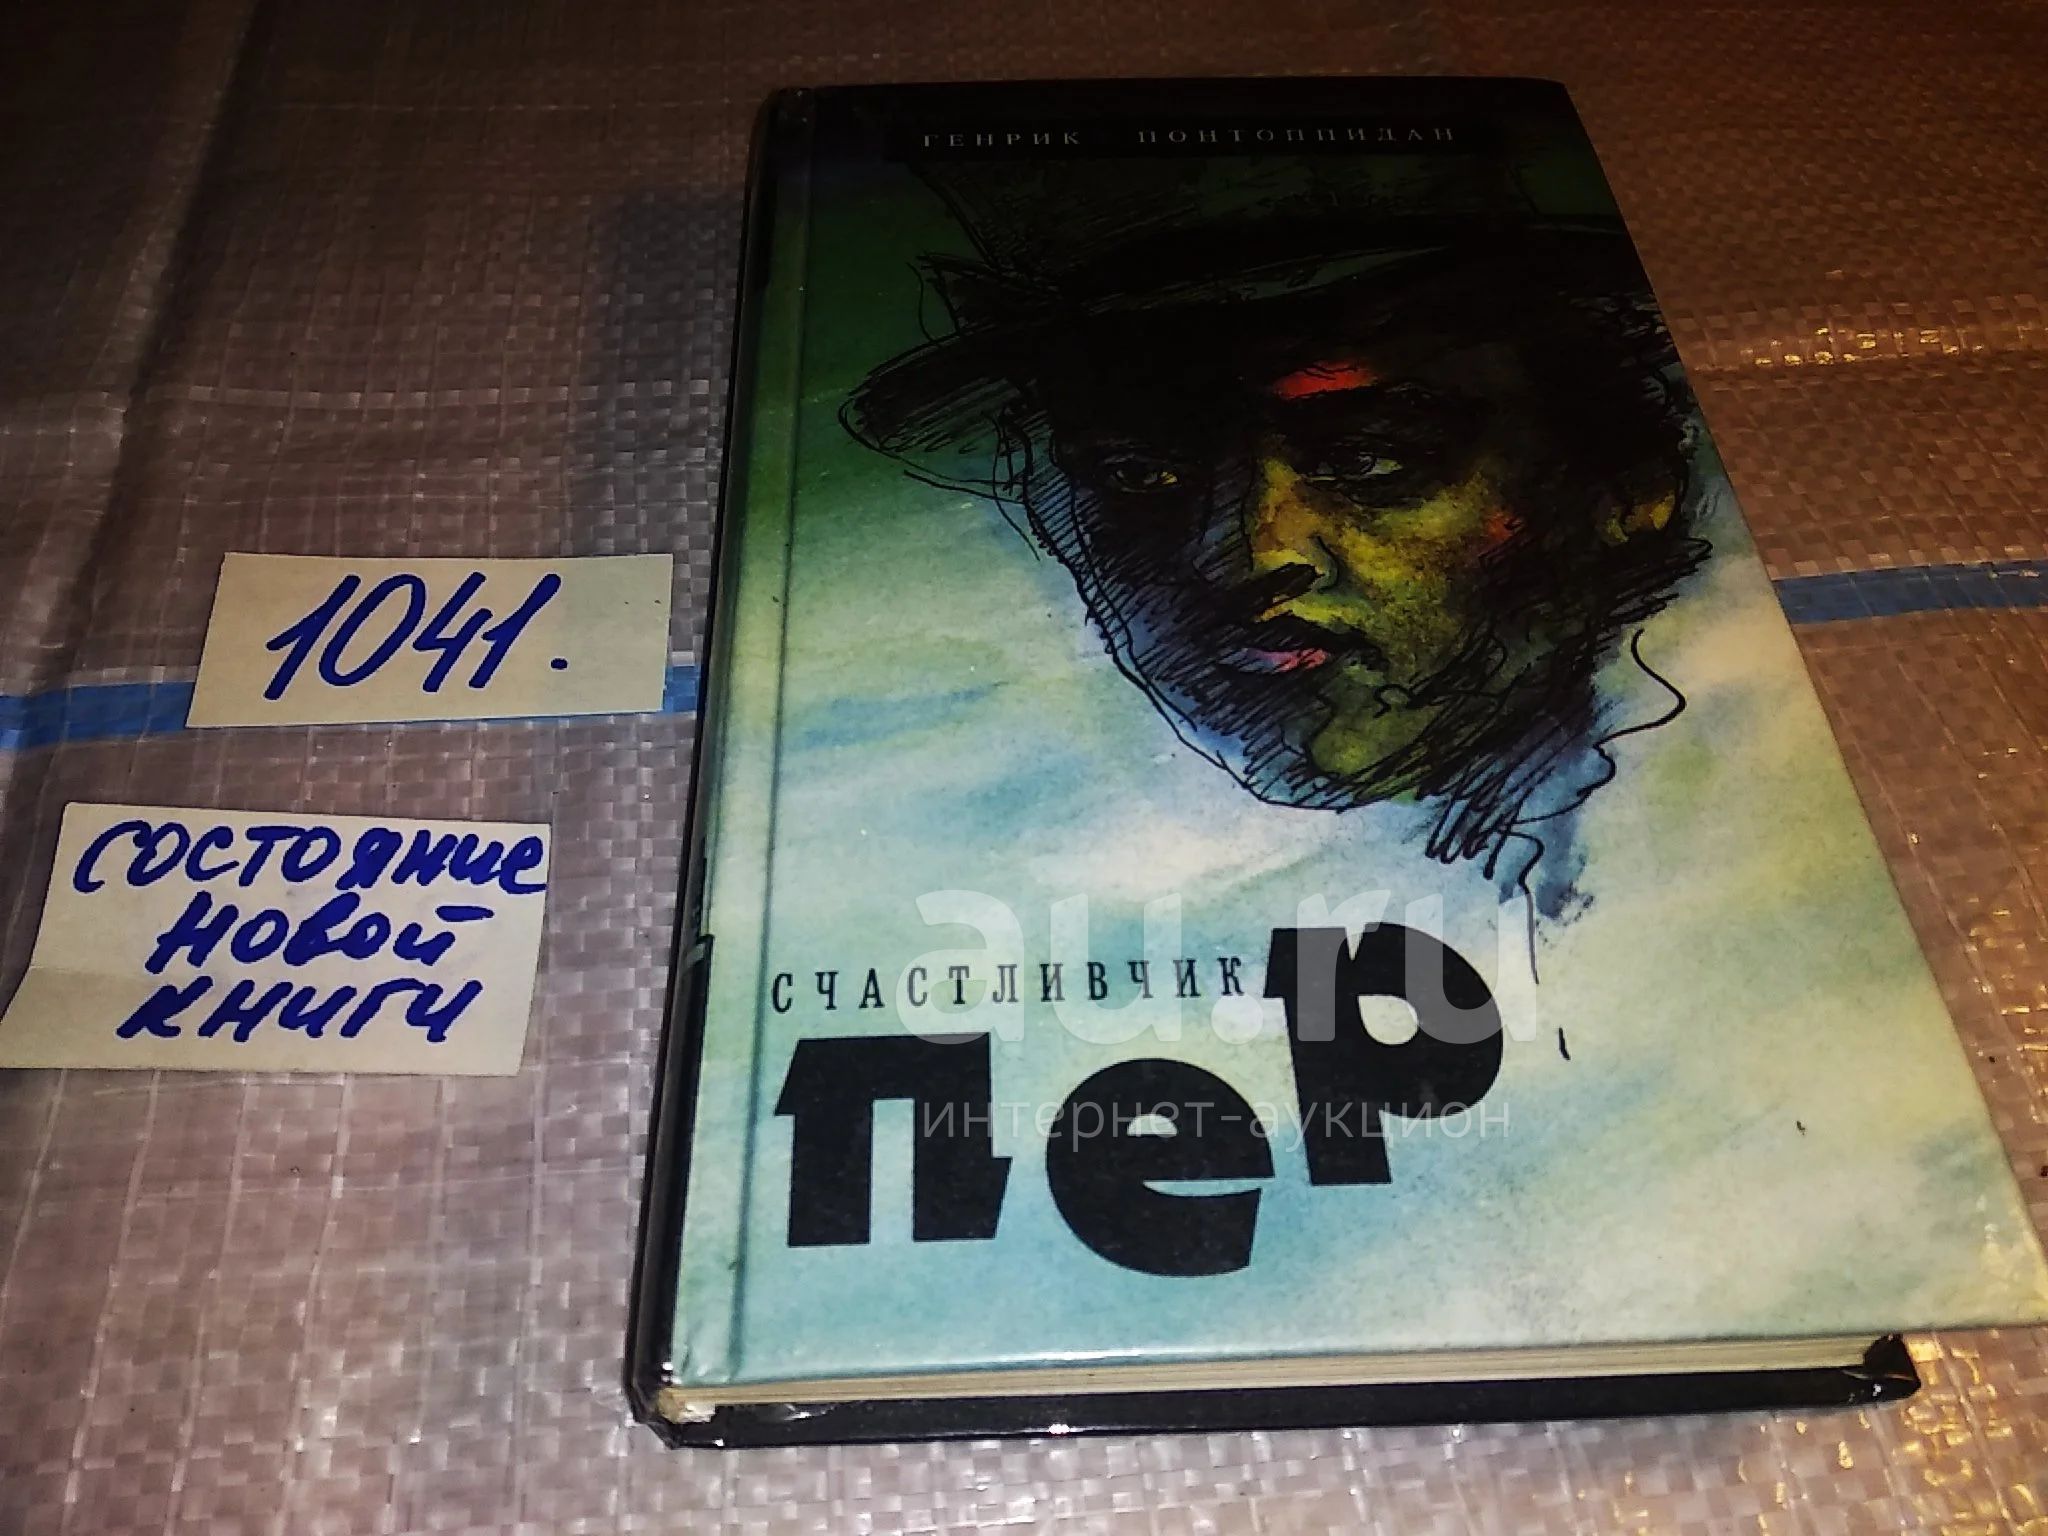 ГЕНРИК ПОНТОППИДАН
1041.
СОСТОЯНИЕ
НОВОЙ
КНИГИ
СЧАСТЛИВЧИК
пер
au.ru
интернет-аукцион